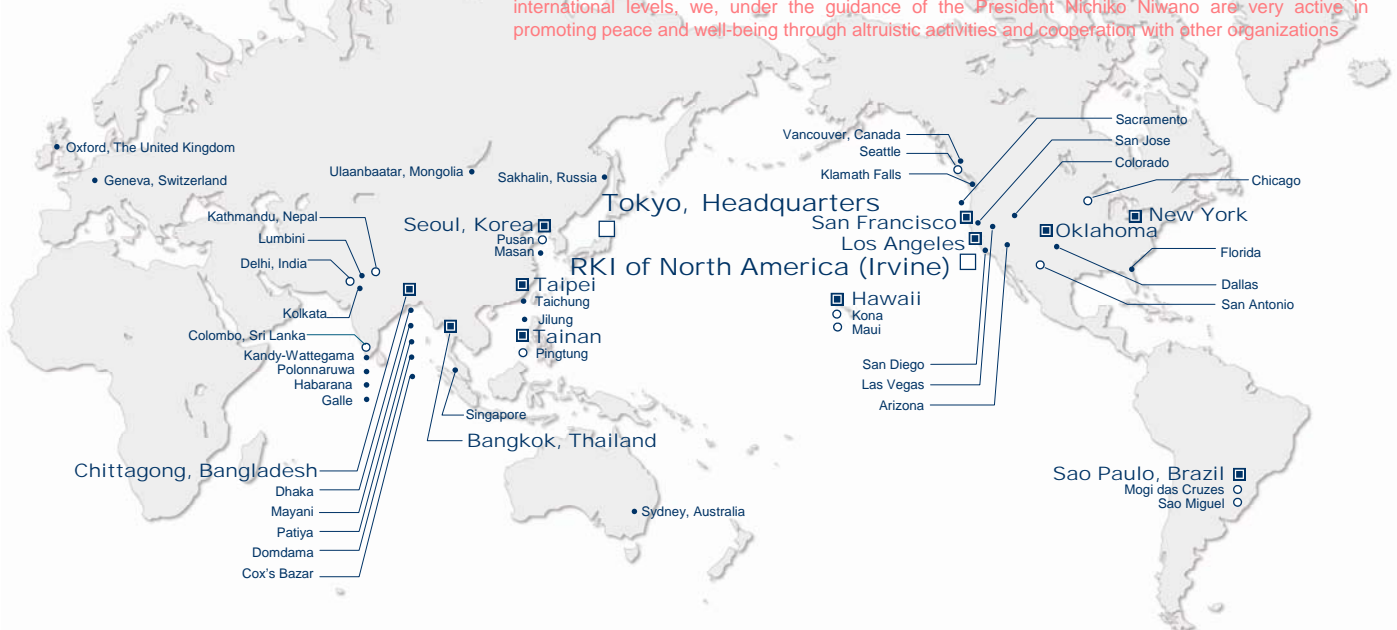 international levels, we, under the guidance of the President Nichiko Niwano are very active in
promoting peace and well-being through altruistic activities and cooperation with other organizations
Oxford, The United Kingdom
Geneva, Switzerland
Ulaanbaatar, Mongolia
Sakhalin, Russia
Tokyo, Headquarters
Seoul, Korea
Pusan
Masan
RKI of North America (Irvine)
Kathmandu, Nepal
Lumbini
Delhi, India
Kolkata
Colombo, Sri Lanka
Kandy-Wattegama
Polonnaruwa
Habarana
Galle
Taipei
Taichung
Jilung
Tainan
Pingtung
Singapore
Bangkok, Thailand
Chittagong, Bangladesh
Dhaka
Mayani
Patiya
Domdama
Cox's Bazar
Sydney, Australia
Vancouver, Canada
Seattle
Klamath Falls
San Francisco
Los Angeles
Hawaii
Kona
Maui
San Diego
Las Vegas
Arizona
Sacramento
San Jose
Colorado
Chicago
New York
Oklahoma
Florida
Dallas
San Antonio
Sao Paulo, Brazil
Mogi das Cruzes
Sao Miguel